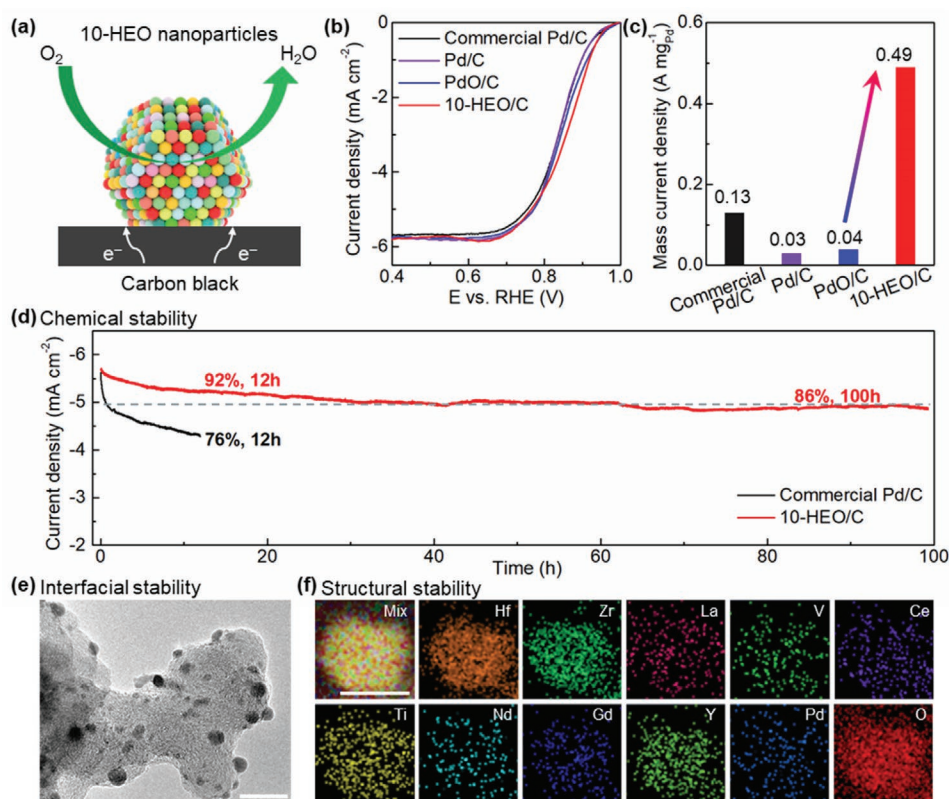 (a)
10-HEO nanoparticles
O₂
H₂O
e⁻
e⁻
Carbon black
(b)
Current density (mA cm⁻²)
0
-2
-4
-6
0.4
0.6
0.8
1.0
E vs. RHE (V)
Commercial Pd/C
Pd/C
PdO/C
10-HEO/C
(c)
Mass current density (A mg⁻¹Pd)
0.6
0.4
0.2
0.0
0.13
0.03
0.04
0.49
Commercial
Pd/C
Pd/C
PdO/C
10-HEO/C
(d) Chemical stability
Current density (mA cm⁻²)
-6
-5
-4
-3
-2
92%, 12h
76%, 12h
86%, 100h
Commercial Pd/C
10-HEO/C
0
20
40
60
80
100
Time (h)
(e) Interfacial stability
(f) Structural stability
Mix
Hf
Zr
La
V
Ce
Ti
Nd
Gd
Y
Pd
O